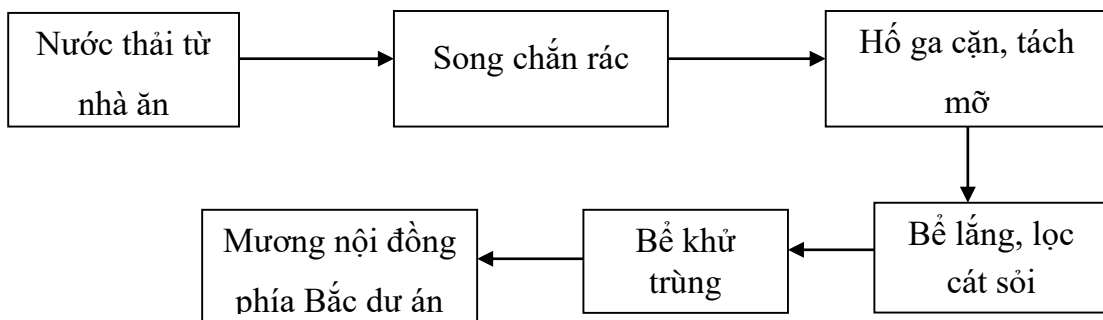 Nước thải từ
nhà ăn
Song chắn rác
Hố ga cặn, tách
mỡ
Bể lắng, lọc
cát sỏi
Bể khử
trùng
Mương nội đồng
phía Bắc dư án